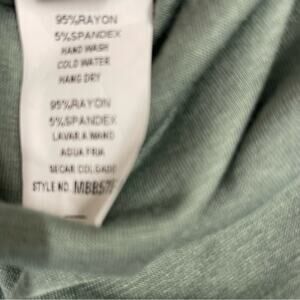 95%RAYON
5%SPANDEX
HAND WASH
COLD WATER
HANG DRY
95%RAYON
5%SPANDEX
LAVAR A MANO
AGUA FRIA
SECAR COLGADO
STYLE NO.